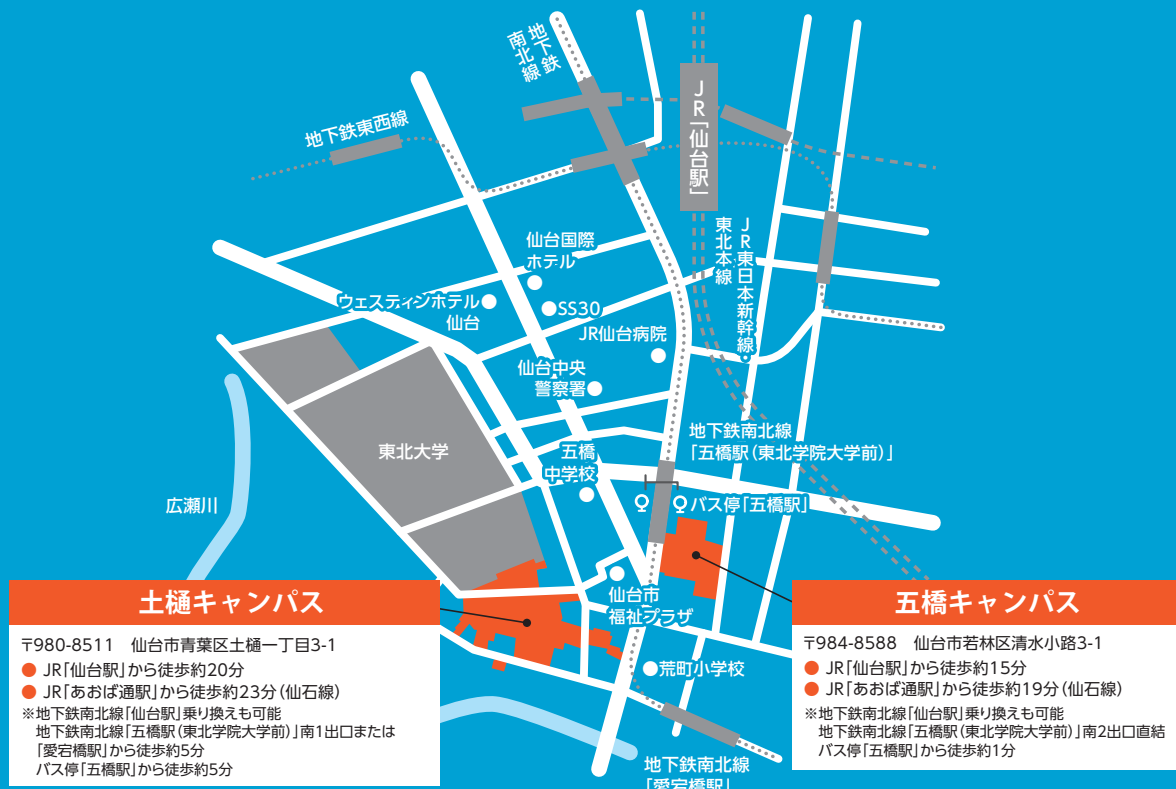 地下鉄
南北線
JR「仙台駅」
地下鉄東西線
JR東日本新幹線
東北本線
仙台国際
ホテル
ウェスティンホテル
仙台
SS30
JR仙台病院
仙台中央
警察署
地下鉄南北線
「五橋駅(東北学院大学前)」
東北大学
五橋
中学校
バス停「五橋駅」
広瀬川
仙台市
福祉プラザ
荒町小学校
地下鉄南北線
「愛宕橋駅」
土樋キャンパス
〒980-8511 仙台市青葉区土樋一丁目3-1
● JR「仙台駅」から徒歩約20分
● JR「あおば通駅」から徒歩約23分(仙石線)
※地下鉄南北線「仙台駅」乗り換えも可能
地下鉄南北線「五橋駅(東北学院大学前)」南1出口または
「愛宕橋駅」から徒歩約5分
バス停「五橋駅」から徒歩約5分
五橋キャンパス
〒984-8588 仙台市若林区清水小路3-1
● JR「仙台駅」から徒歩約15分
● JR「あおば通駅」から徒歩約19分(仙石線)
※地下鉄南北線「仙台駅」乗り換えも可能
地下鉄南北線「五橋駅(東北学院大学前)」南2出口直結
バス停「五橋駅」から徒歩約1分